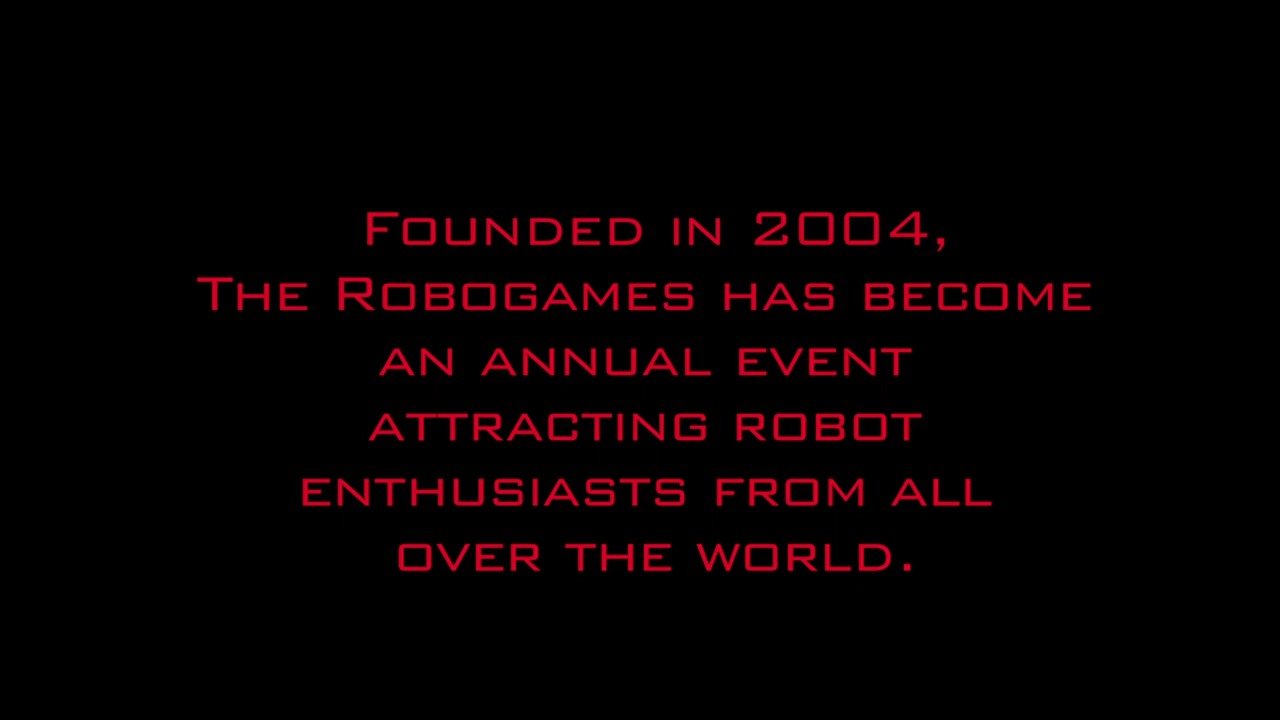 Founded in 2004,
The Robogames has become
an annual event
attracting robot
enthusiasts from all
over the world.